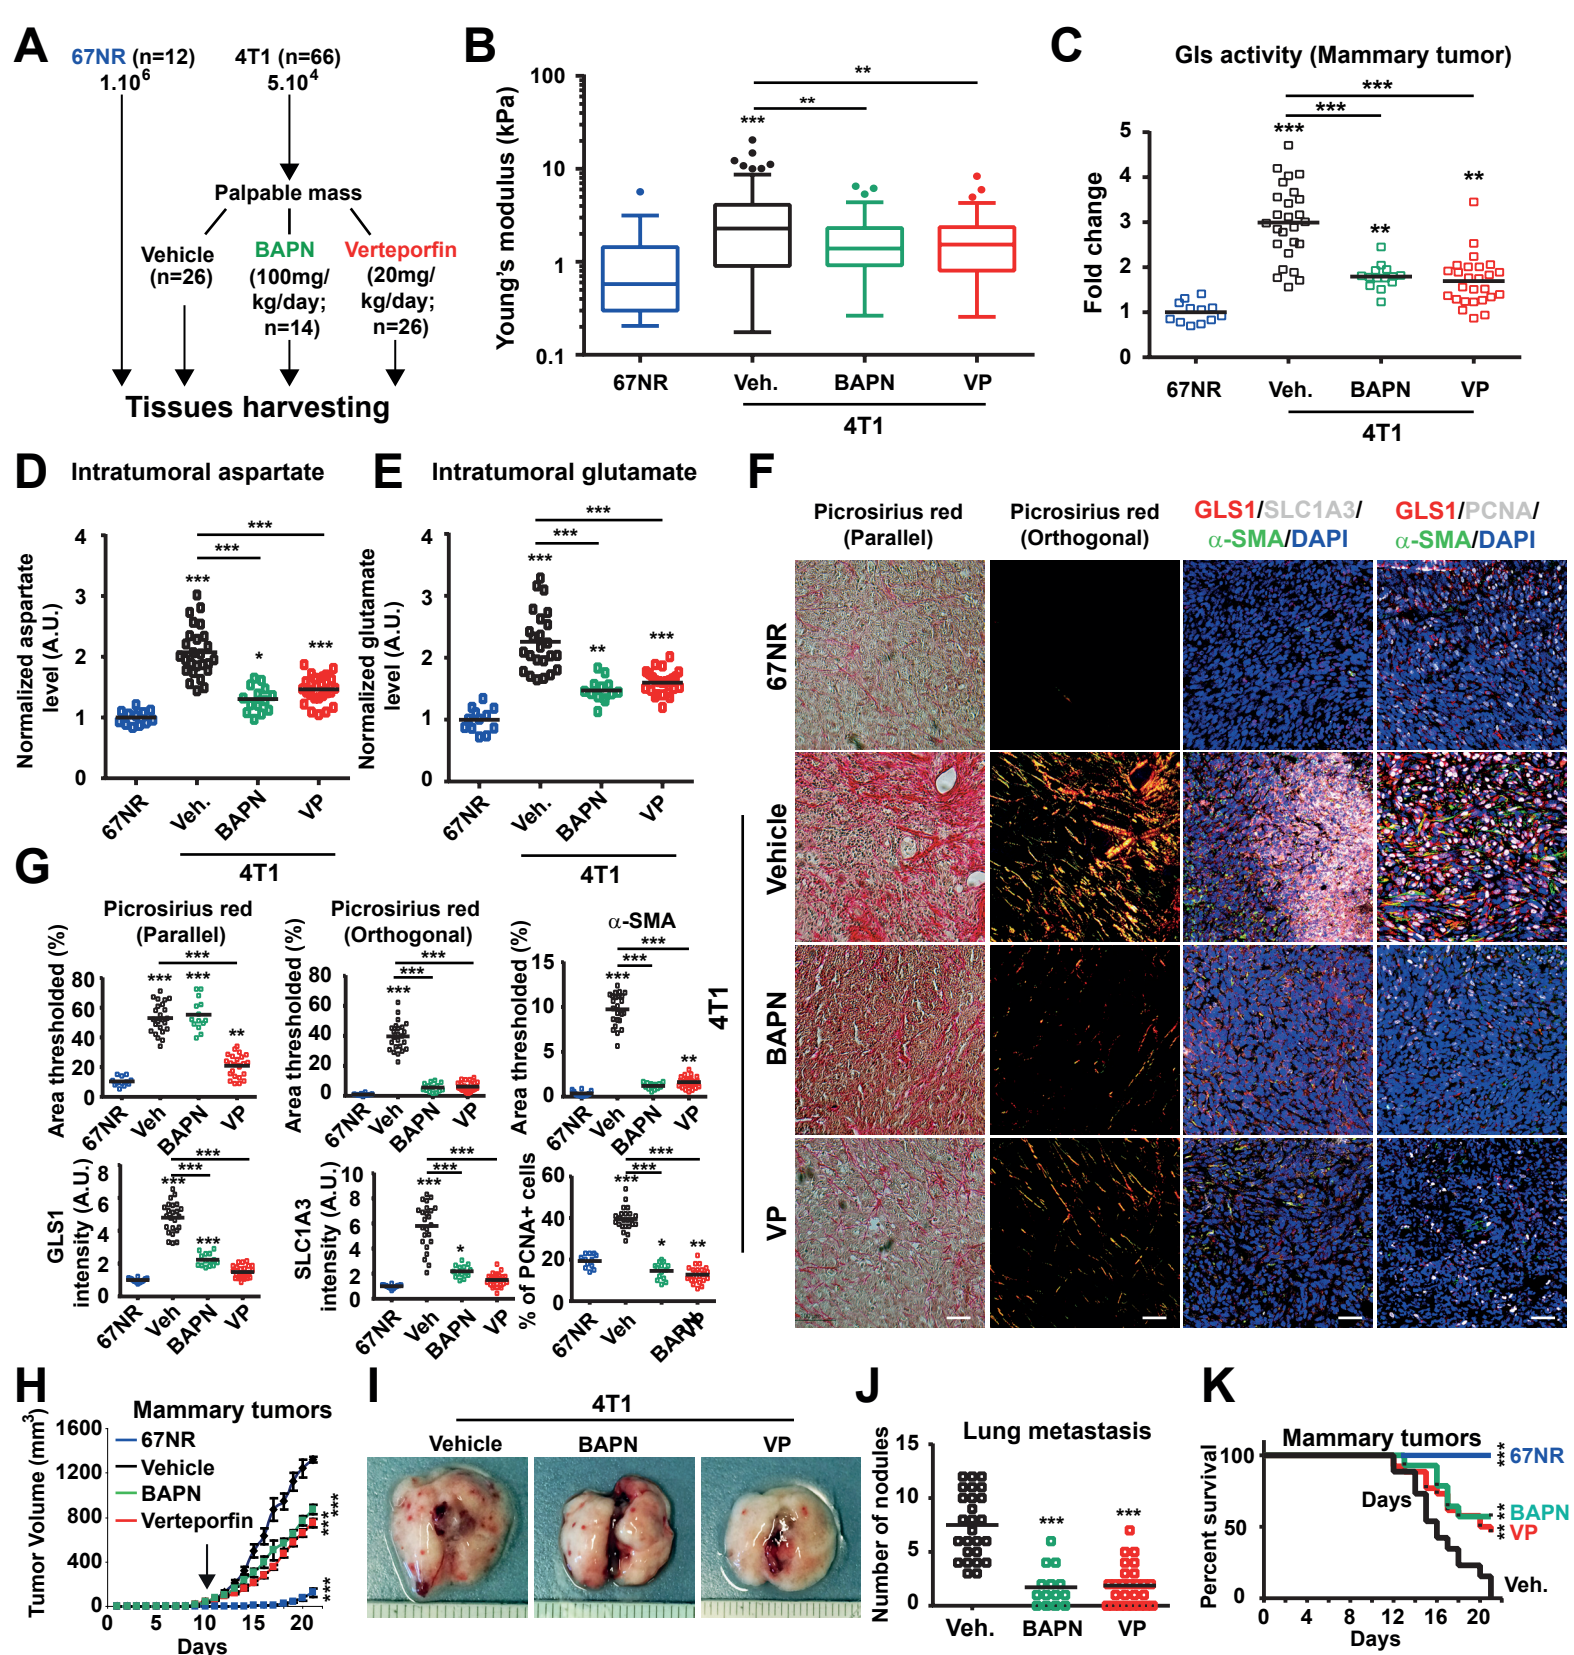 A
67NR (n=12)
1.10⁶
4T1 (n=66)
5.10⁴
Palpable mass
Vehicle
(n=26)
BAPN
(100mg/
kg/day;
n=14)
Verteporfin
(20mg/
kg/day;
n=26)
Tissues harvesting
B
Young's modulus (kPa)
100
10
1
0.1
**
**
***
67NR
Veh.
BAPN
VP
4T1
C
Gls activity (Mammary tumor)
Fold change
5
4
3
2
1
0
***
***
***
**
**
67NR
Veh.
BAPN
VP
4T1
D
Intratumoral aspartate
Normalized aspartate
level (A.U.)
4
3
2
1
0
***
***
***
*
***
67NR
Veh.
BAPN
VP
4T1
E
Intratumoral glutamate
Normalized glutamate
level (A.U.)
4
3
2
1
0
***
***
***
**
***
67NR
Veh.
BAPN
VP
4T1
F
Picrosirius red
(Parallel)
Picrosirius red
(Orthogonal)
GLS1/SLC1A3/
α-SMA/DAPI
GLS1/PCNA/
α-SMA/DAPI
67NR
Vehicle
BAPN
VP
4T1
G
Picrosirius red
(Parallel)
Area thresholded (%)
80
60
40
20
0
***
***
***
**
67NR
Veh
BAPN
VP
Picrosirius red
(Orthogonal)
Area thresholded (%)
80
60
40
20
0
***
***
***
67NR
Veh
BAPN
VP
α-SMA
Area thresholded (%)
15
10
5
0
***
***
***
**
67NR
Veh
BAPN
VP
GLS1
intensity (A.U.)
8
6
4
2
0
***
***
***
***
67NR
Veh
BAPN
VP
SLC1A3
intensity (A.U.)
10
8
6
4
2
0
***
***
***
*
67NR
Veh
BAPN
VP
% of PCNA+ cells
60
40
20
0
***
***
***
*
**
67NR
Veh
BAPN
VP
H
Mammary tumors
Tumor Volume (mm³)
1600
1200
800
400
0
67NR
Vehicle
BAPN
Verteporfin
***
***
***
0
5
10
15
20
Days
I
4T1
Vehicle
BAPN
VP
J
Lung metastasis
Number of nodules
15
10
5
0
***
***
Veh.
BAPN
VP
K
Mammary tumors
Percent survival
100
50
0
Days
*** 67NR
** BAPN
** VP
Veh.
0
4
8
12
16
20
Days